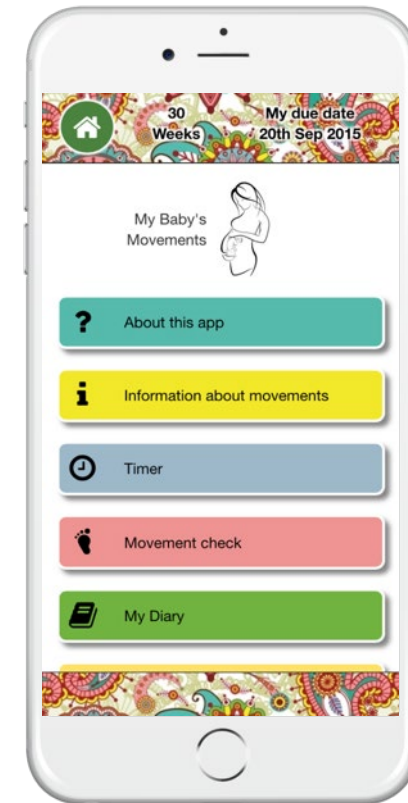 30
Weeks
My due date
20th Sep 2015
My Baby's
Movements
About this app
Information about movements
Timer
Movement check
My Diary